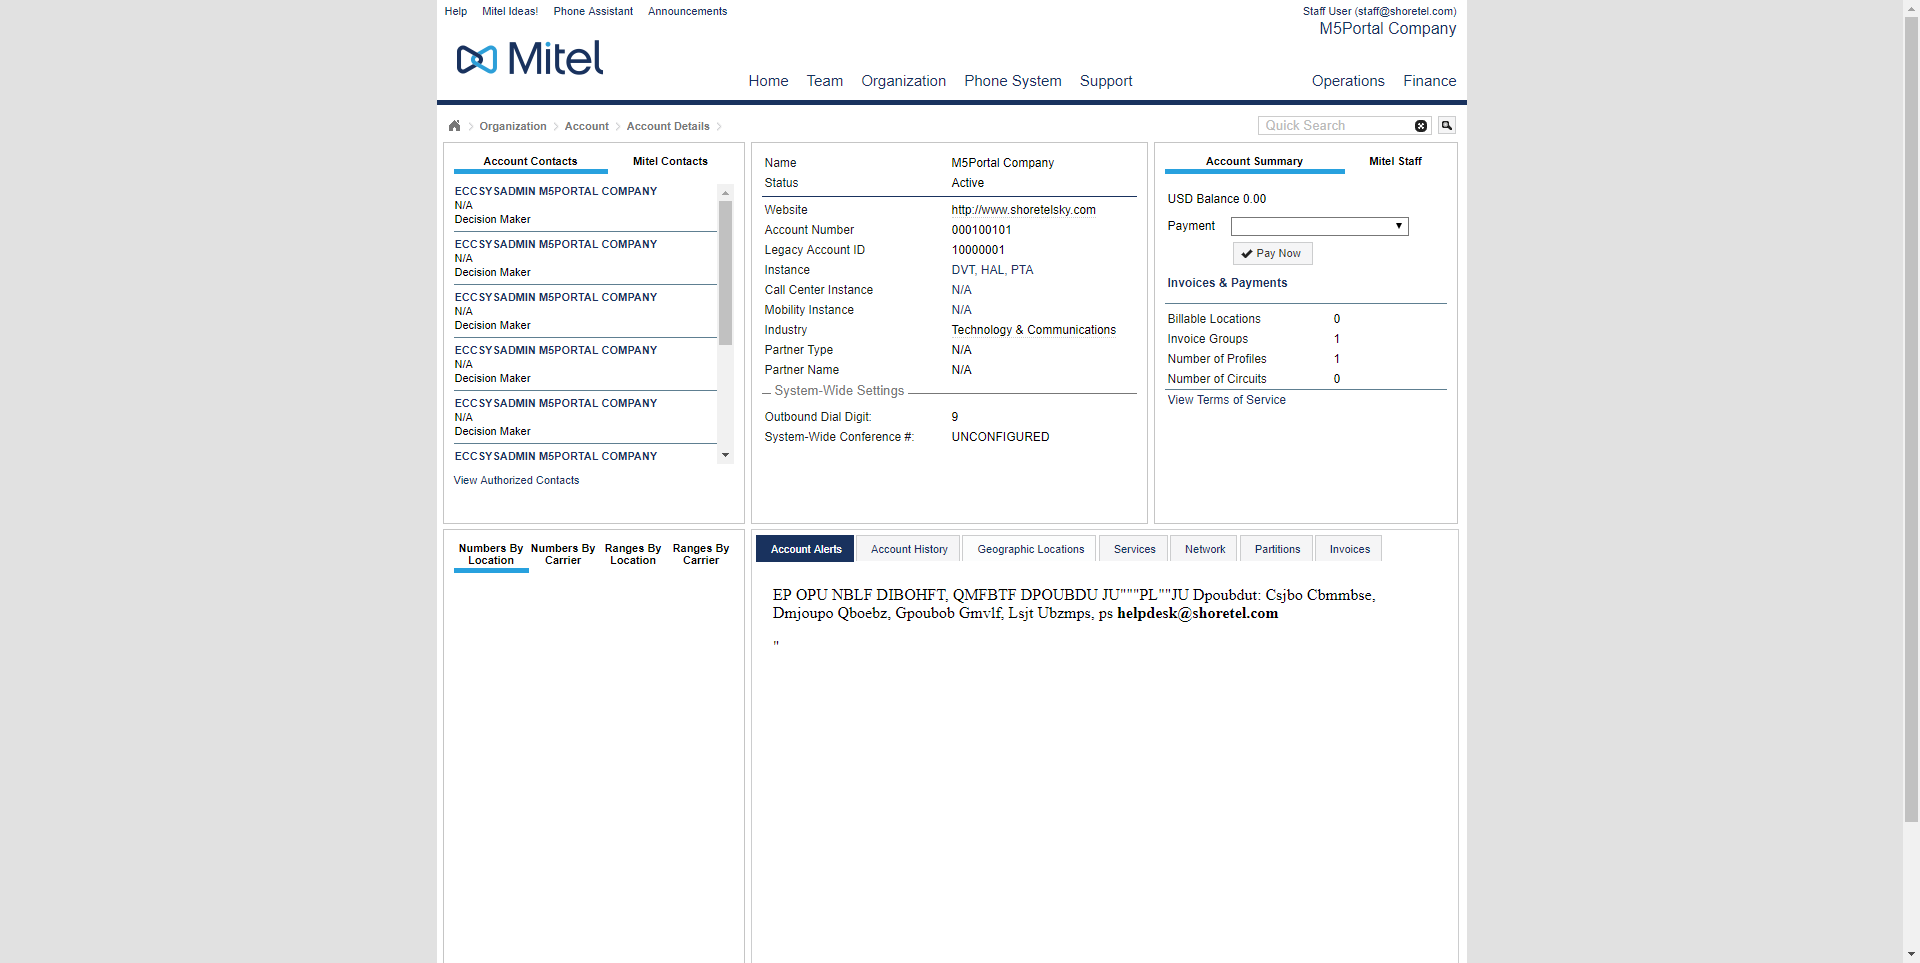 Help Mitel Ideas! Phone Assistant Announcements
Staff User (staff@shoretel.com)
M5Portal Company
Mitel
Home Team Organization Phone System Support Operations Finance
Organization Account Account Details
Quick Search
Account Contacts Mitel Contacts
ECCSYSADMIN M5PORTAL COMPANY
N/A
Decision Maker
ECCSYSADMIN M5PORTAL COMPANY
N/A
Decision Maker
ECCSYSADMIN M5PORTAL COMPANY
N/A
Decision Maker
ECCSYSADMIN M5PORTAL COMPANY
N/A
Decision Maker
ECCSYSADMIN M5PORTAL COMPANY
N/A
Decision Maker
ECCSYSADMIN M5PORTAL COMPANY
View Authorized Contacts
Name M5Portal Company
Status Active
Website http://www.shoretelsky.com
Account Number 000100101
Legacy Account ID 10000001
Instance DVT, HAL, PTA
Call Center Instance N/A
Mobility Instance N/A
Industry Technology & Communications
Partner Type N/A
Partner Name N/A
System-Wide Settings
Outbound Dial Digit: 9
System-Wide Conference #: UNCONFIGURED
Account Summary Mitel Staff
USD Balance 0.00
Payment
Pay Now
Invoices & Payments
Billable Locations 0
Invoice Groups 1
Number of Profiles 1
Number of Circuits 0
View Terms of Service
Numbers By Location Numbers By Carrier Ranges By Location Ranges By Carrier
Account Alerts Account History Geographic Locations Services Network Partitions Invoices
EP OPU NBLF DIBOHFT, QMFBTF DPOUBDU JU"""PL""JU Dpoubdut: Csjbo Cbmmbse,
Dmjoupo Qboebz, Gpoubob Gmvlf, Lsjt Ubzmps, ps helpdesk@shoretel.com
"